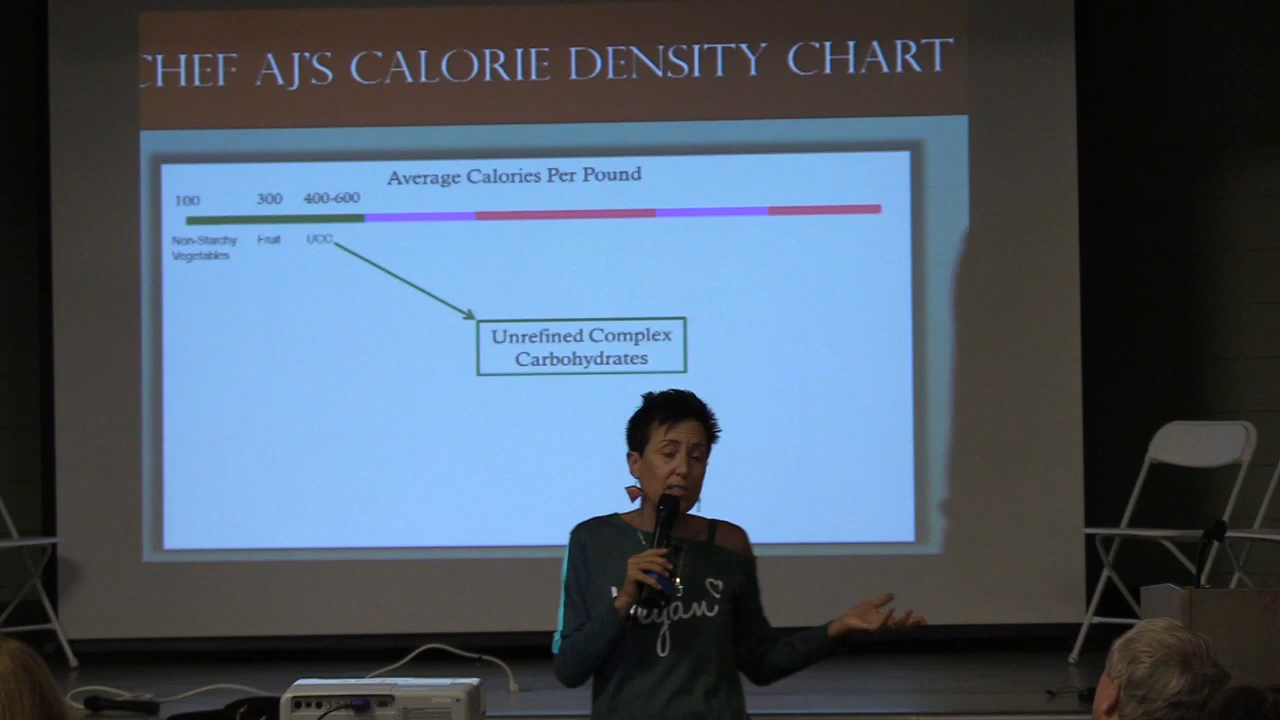 CHEF AJ'S CALORIE DENSITY CHART
Average Calories Per Pound
100 300 400-600
Non-Starchy Fruit UCC
Vegetables
Unrefined Complex
Carbohydrates